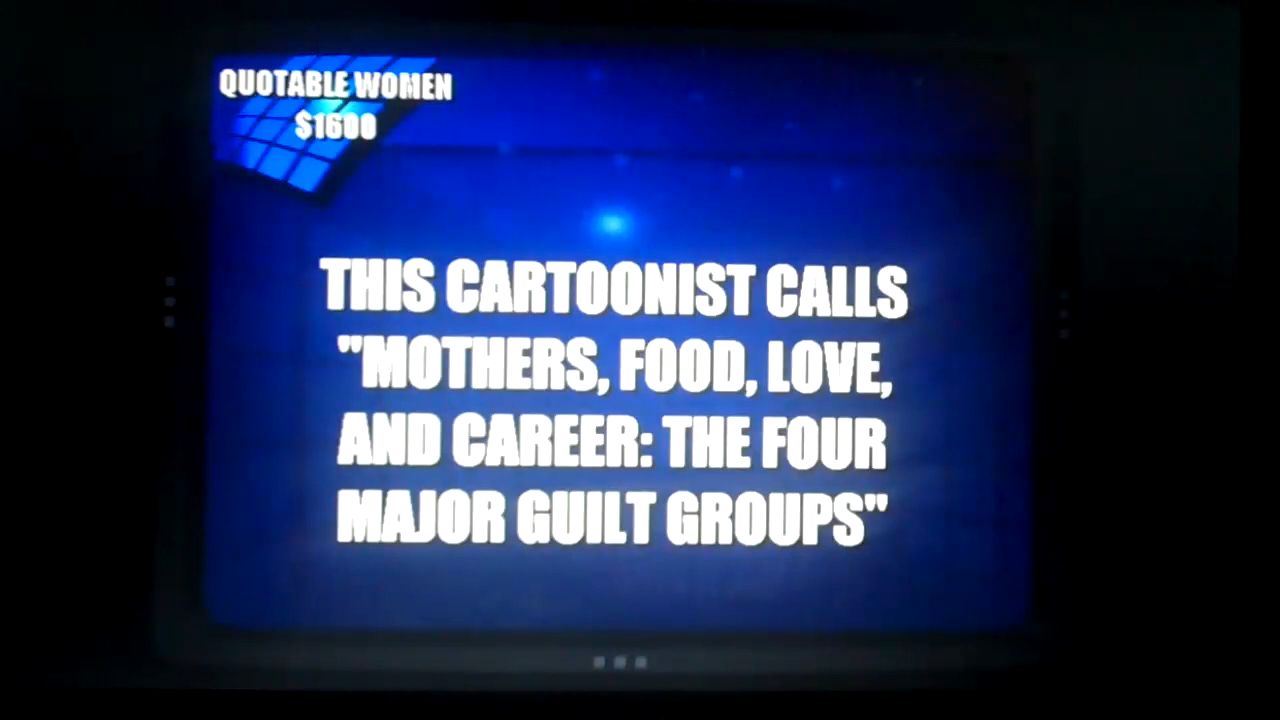 QUOTABLE WOMEN
$1600
THIS CARTOONIST CALLS
"MOTHERS, FOOD, LOVE,
AND CAREER: THE FOUR
MAJOR GUILT GROUPS"